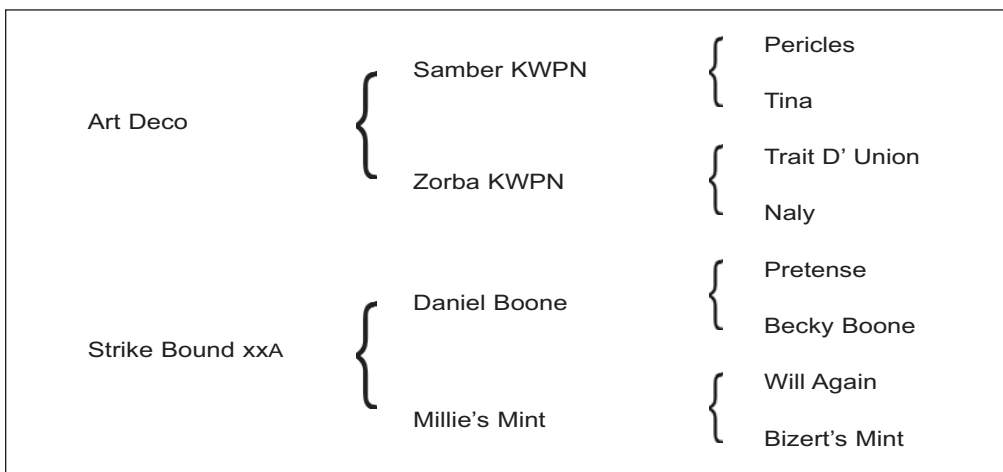 Pericles
Samber KWPN
Tina
Art Deco
Trait D' Union
Zorba KWPN
Naly
Pretense
Daniel Boone
Becky Boone
Strike Bound xxA
Will Again
Millie's Mint
Bizert's Mint